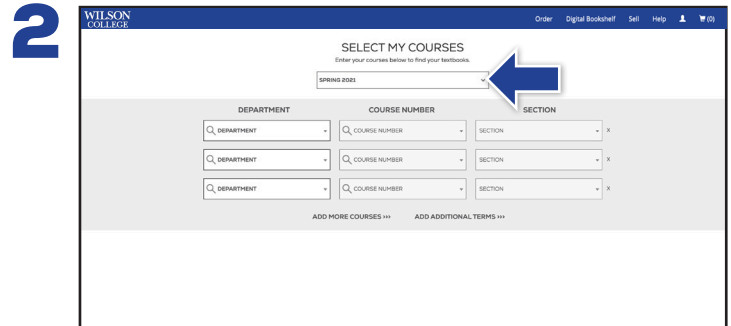 2
WILSON
COLLEGE
Order Digital Bookshelf Sell Help (0)
SELECT MY COURSES
Enter your courses below to find your textbooks.
SPRING 2021
DEPARTMENT COURSE NUMBER SECTION
DEPARTMENT COURSE NUMBER SECTION X
DEPARTMENT COURSE NUMBER SECTION X
DEPARTMENT COURSE NUMBER SECTION X
ADD MORE COURSES ››› ADD ADDITIONAL TERMS ›››